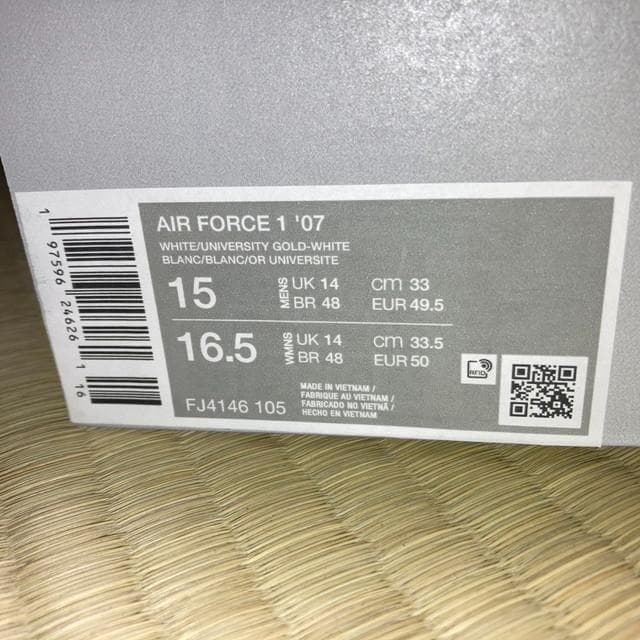 AIR FORCE 1 '07
WHITE/UNIVERSITY GOLD-WHITE
BLANC/BLANC/OR UNIVERSITE
15 MENS UK 14 cm 33
BR 48 EUR 49.5
16.5 WMNS UK 14 cm 33.5
BR 48 EUR 50
FJ4146 105
MADE IN VIETNAM /
FABRIQUE AU VIETNAM /
FABRICADO NO VIETNÃ /
HECHO EN VIETNAM
RFID
1 97596 24626 1 16